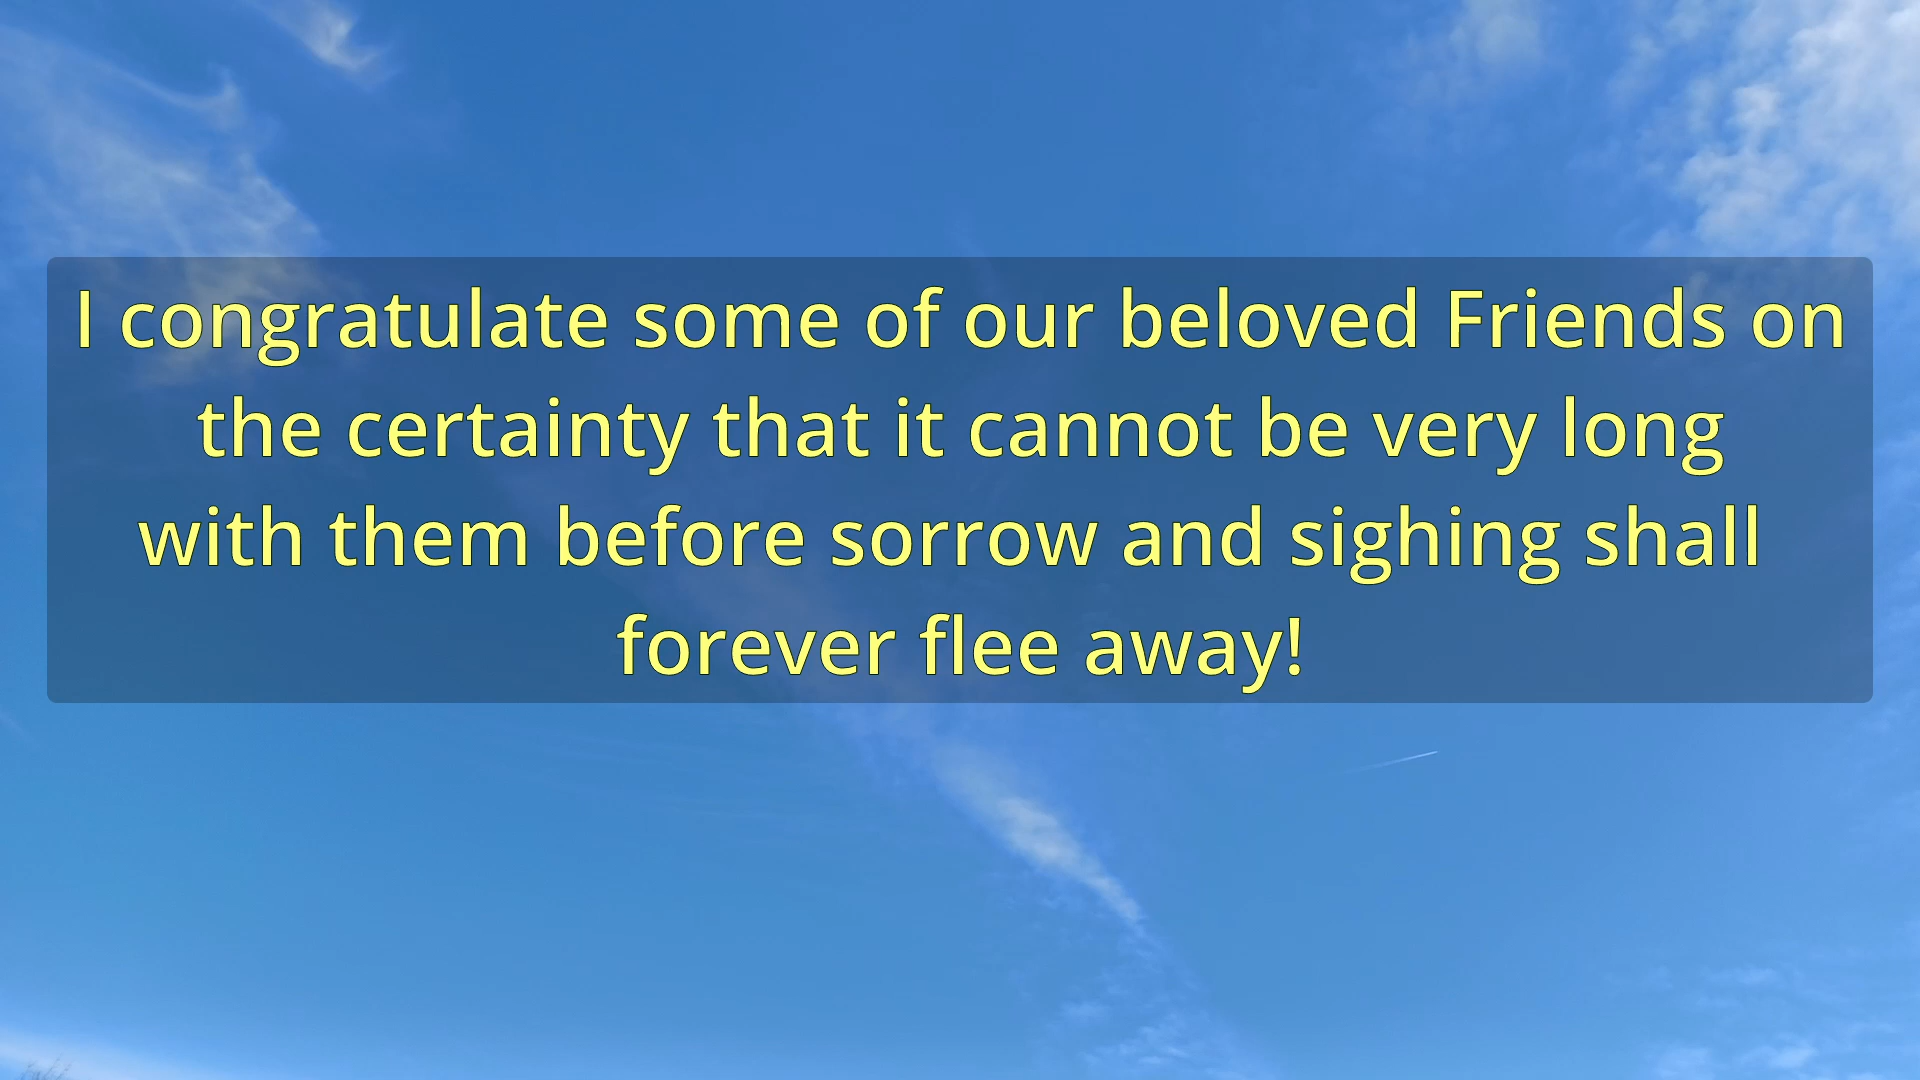 I congratulate some of our beloved Friends on
the certainty that it cannot be very long
with them before sorrow and sighing shall
forever flee away!